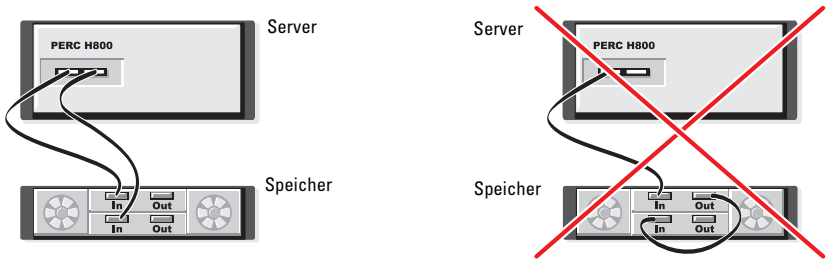 Server
PERC H800
Speicher
In Out
In Out
Server
PERC H800
Speicher
In Out
In Out